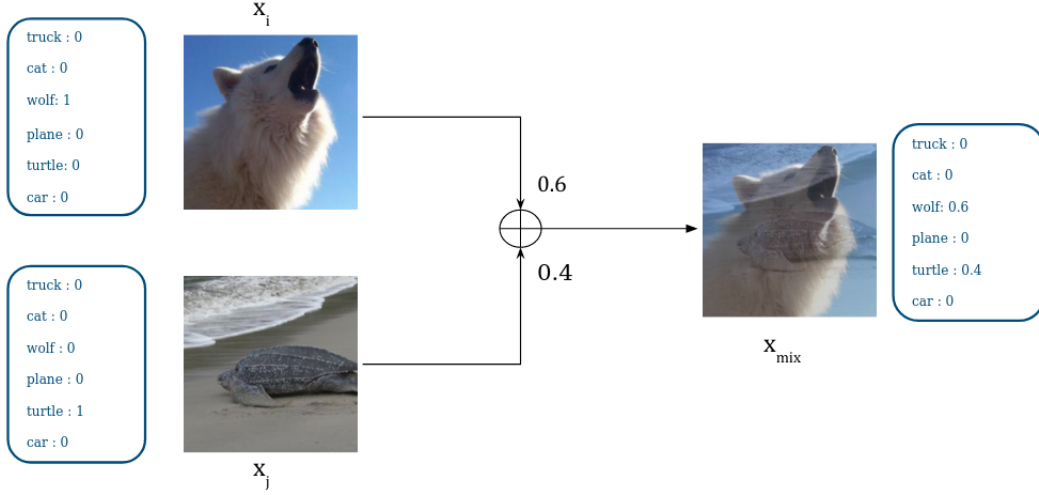 X_i
truck : 0
cat : 0
wolf: 1
plane : 0
turtle: 0
car : 0
0.6
0.4
truck : 0
cat : 0
wolf : 0
plane : 0
turtle : 1
car : 0
X_j
truck : 0
cat : 0
wolf: 0.6
plane : 0
turtle : 0.4
car : 0
X_mix